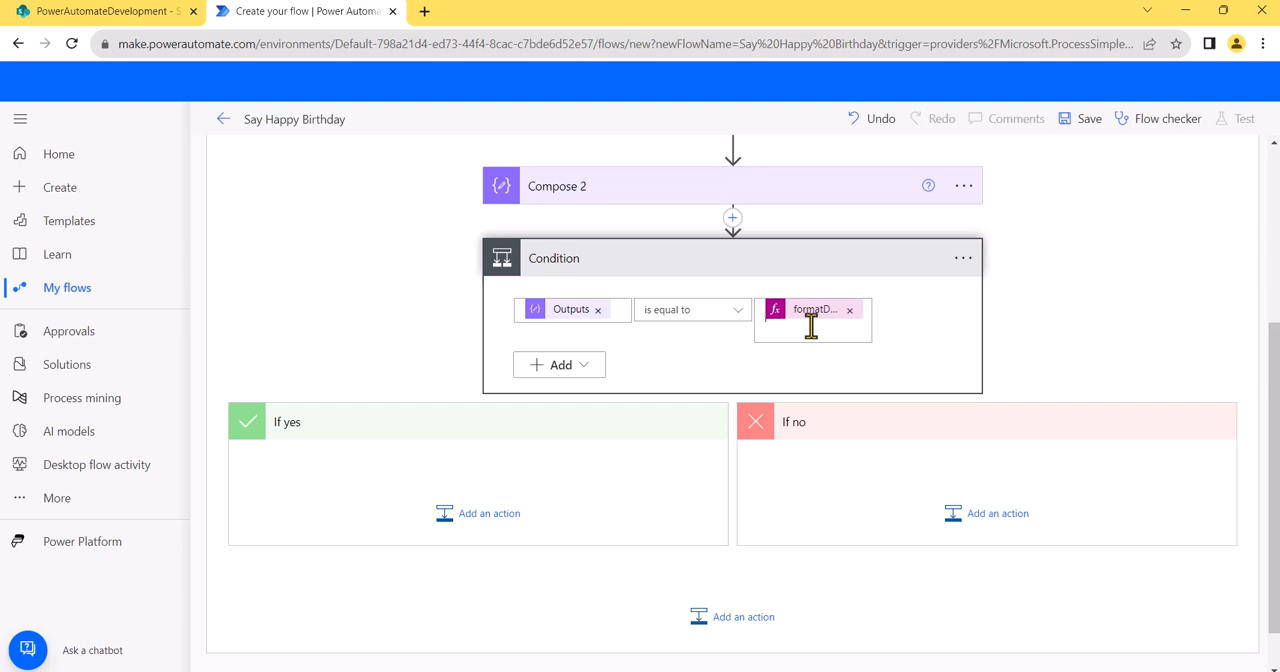 PowerAutomateDevelopment - S
Create your flow | Power Automa
make.powerautomate.com/environments/Default-798a21d4-ed73-44f4-8cac-c7bde6d52e57/flows/new?newFlowName=Say%20Happy%20Birthday&trigger=providers%2FMicrosoft.ProcessSimple...
Say Happy Birthday
Undo
Redo
Comments
Save
Flow checker
Test
Home
Create
Templates
Learn
My flows
Approvals
Solutions
Process mining
AI models
Desktop flow activity
More
Power Platform
Ask a chatbot
Compose 2
Condition
Outputs
is equal to
fx formatD...
Add
If yes
If no
Add an action
Add an action
Add an action